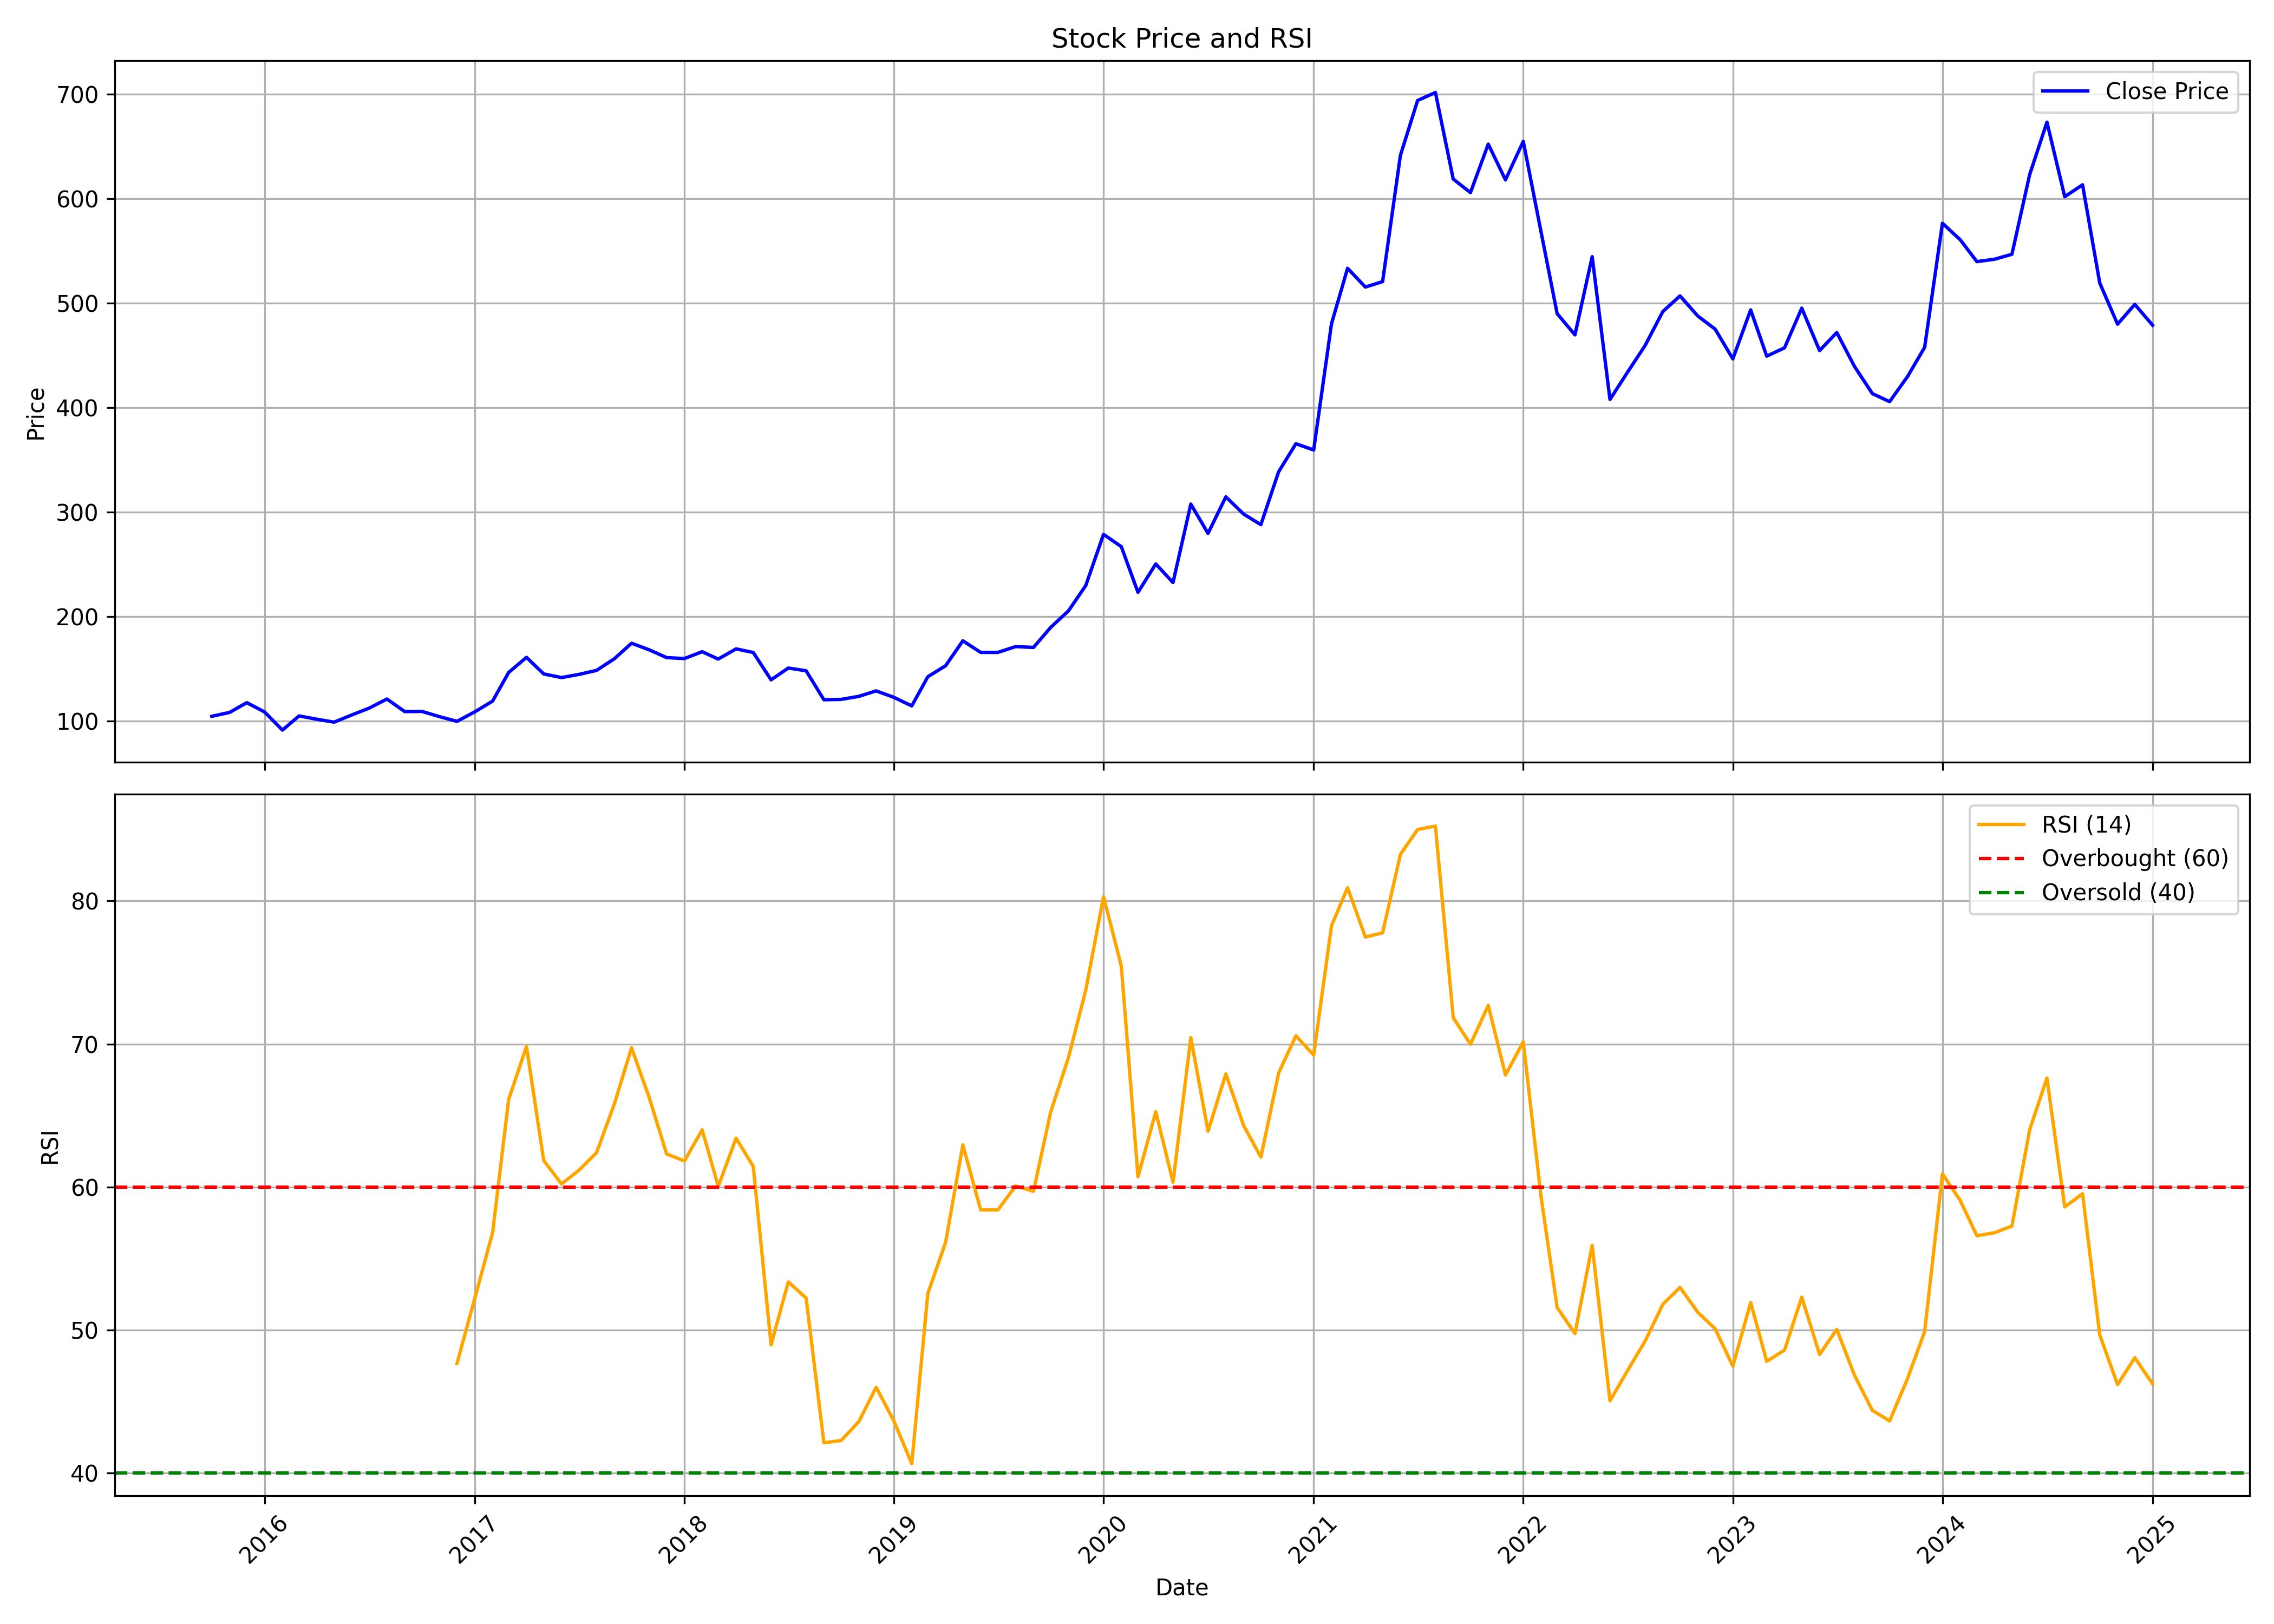 Stock Price and RSI
Close Price
700
600
500
400
300
200
100
Price
RSI (14)
Overbought (60)
Oversold (40)
80
70
60
50
40
RSI
2016
2017
2018
2019
2020
2021
2022
2023
2024
2025
Date